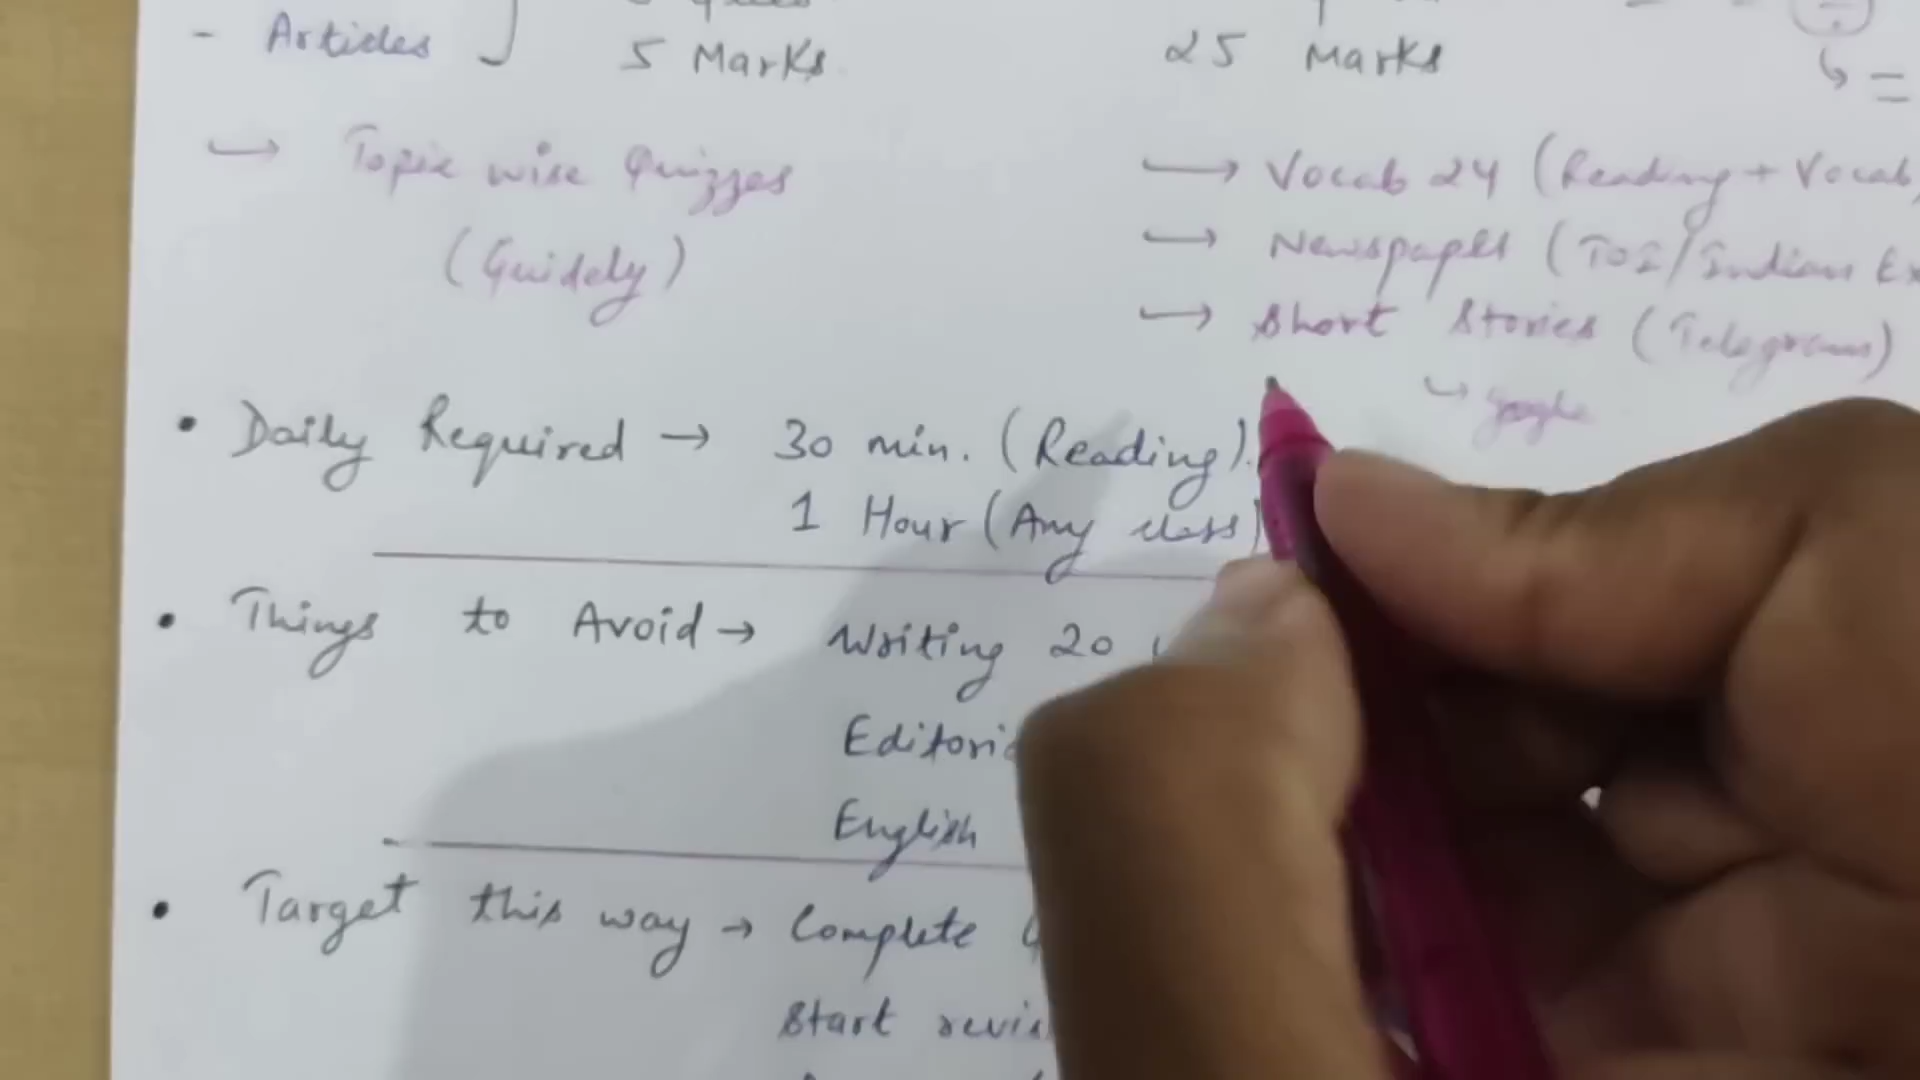 - Articles
5 Marks
25 Marks
→ Topic wise Quizzes
(Guidely)
→ Vocab 24 (Reading + Vocab
→ Newspaper (TOI/Indian Ex
→ Short Stories (Telegram)
↳ google
• Daily Required → 30 min. (Reading).
1 Hour (Any class)
• Things to Avoid → Writing 20
Editori
English
• Target this way → Complete
Start revis